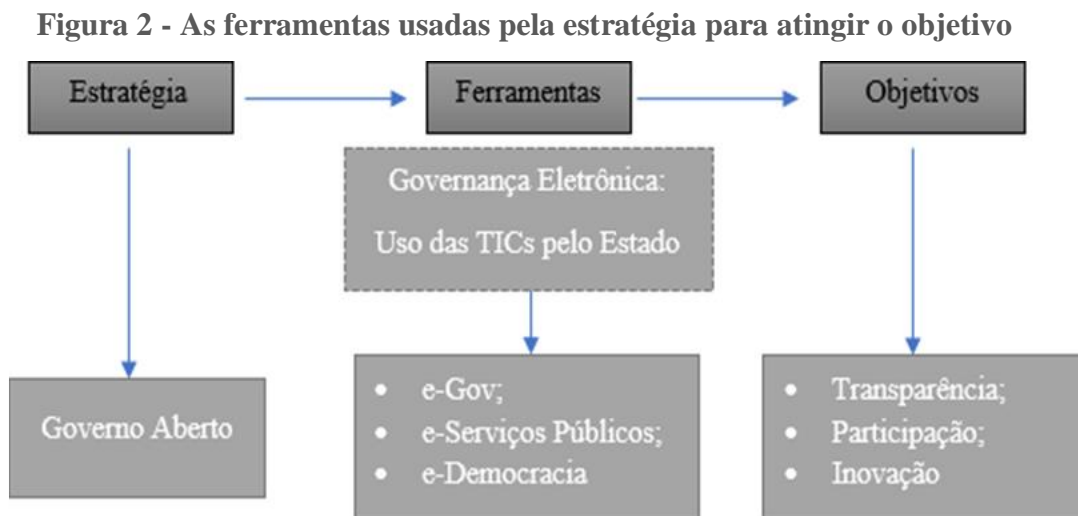 Figura 2 - As ferramentas usadas pela estratégia para atingir o objetivo
Estratégia
Ferramentas
Objetivos
Governança Eletrônica:
Uso das TICs pelo Estado
Governo Aberto
• e-Gov;
• e-Serviços Públicos;
• e-Democracia
• Transparência;
• Participação;
• Inovação